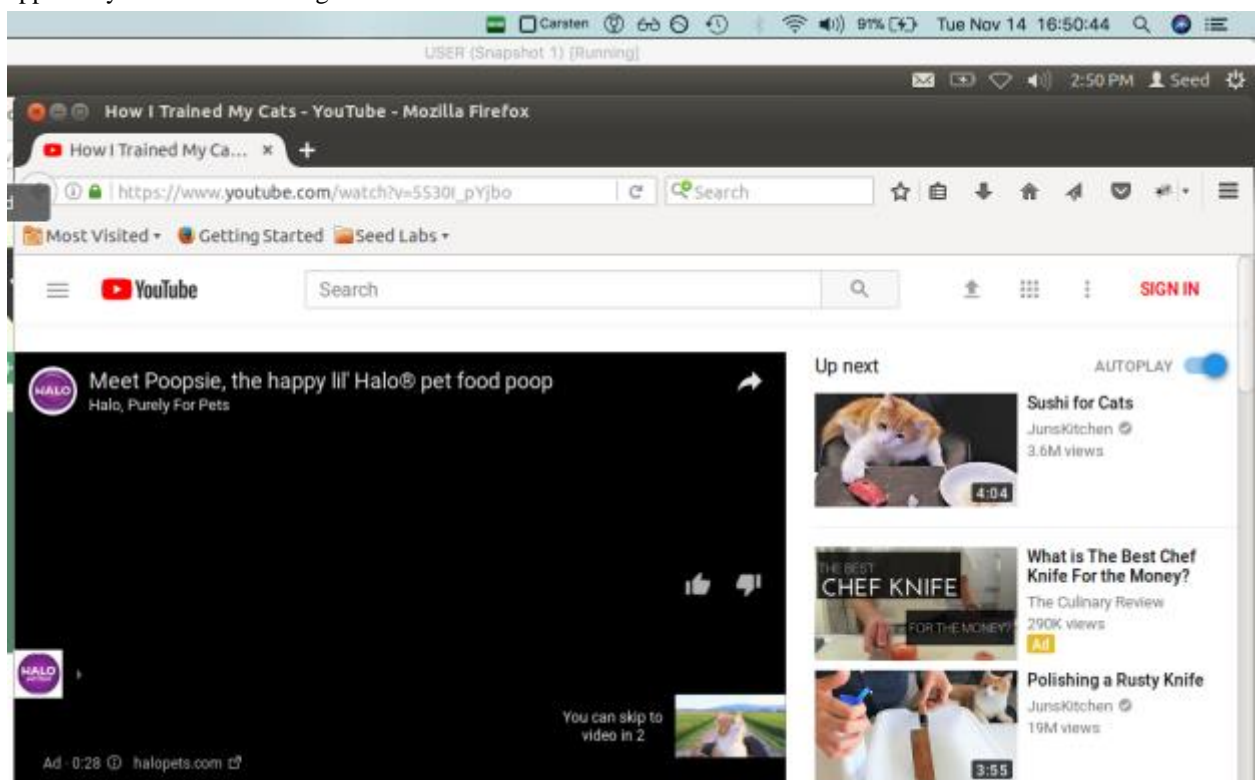 Carsten 91% Tue Nov 14 16:50:44
USER (Snapshot 1) [Running]
2:50 PM Seed
How I Trained My Cats - YouTube - Mozilla Firefox
How I Trained My Ca... ×
https://www.youtube.com/watch?v=5530I_pYjbo Search
Most Visited Getting Started Seed Labs
YouTube Search SIGN IN
HALO
Meet Poopsie, the happy lil' Halo® pet food poop
Halo, Purely For Pets
Up next AUTOPLAY
Sushi for Cats
JunsKitchen
3.6M views
4:04
THE BEST
CHEF KNIFE
FOR THE MONEY?
What is The Best Chef
Knife For the Money?
The Culinary Review
290K views
Ad
HALO
Polishing a Rusty Knife
JunsKitchen
19M views
3:55
You can skip to
video in 2
Ad · 0:28 halopets.com